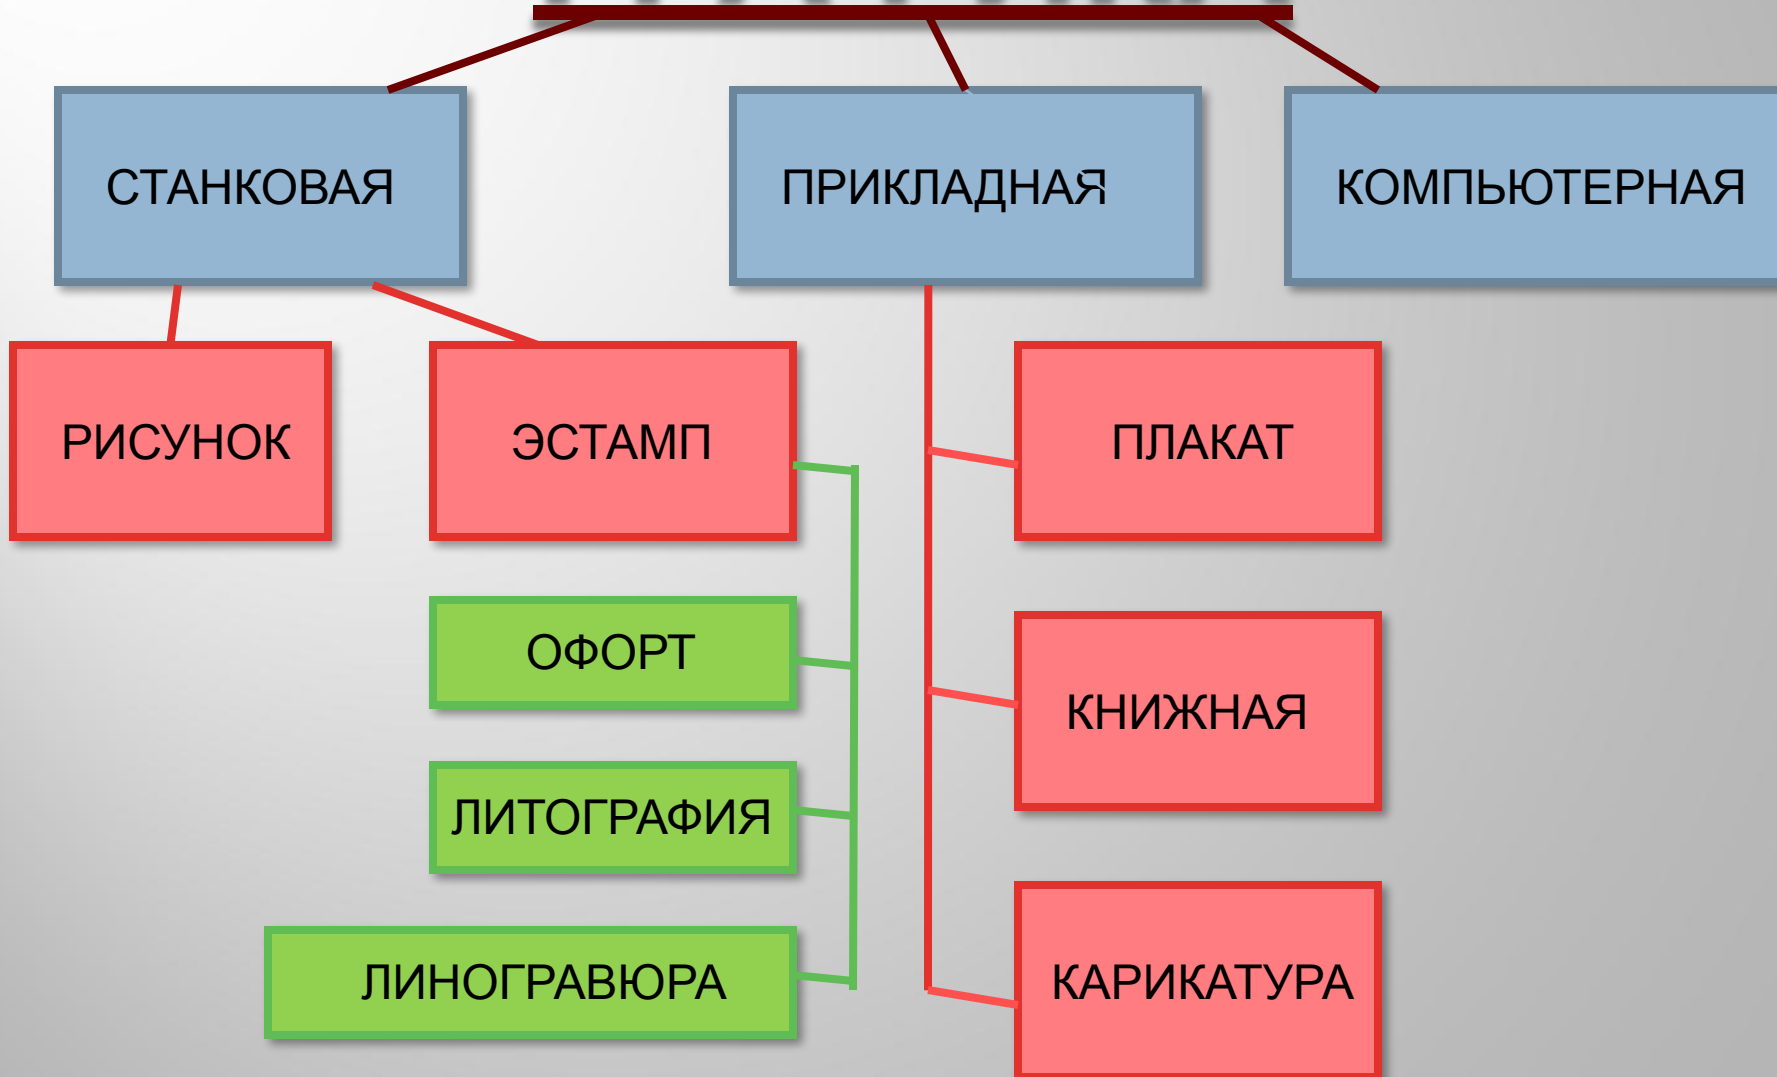 СТАНКОВАЯ
ПРИКЛАДНАЯ
КОМПЬЮТЕРНАЯ
РИСУНОК
ЭСТАМП
ПЛАКАТ
ОФОРТ
КНИЖНАЯ
ЛИТОГРАФИЯ
ЛИНОГРАВЮРА
КАРИКАТУРА